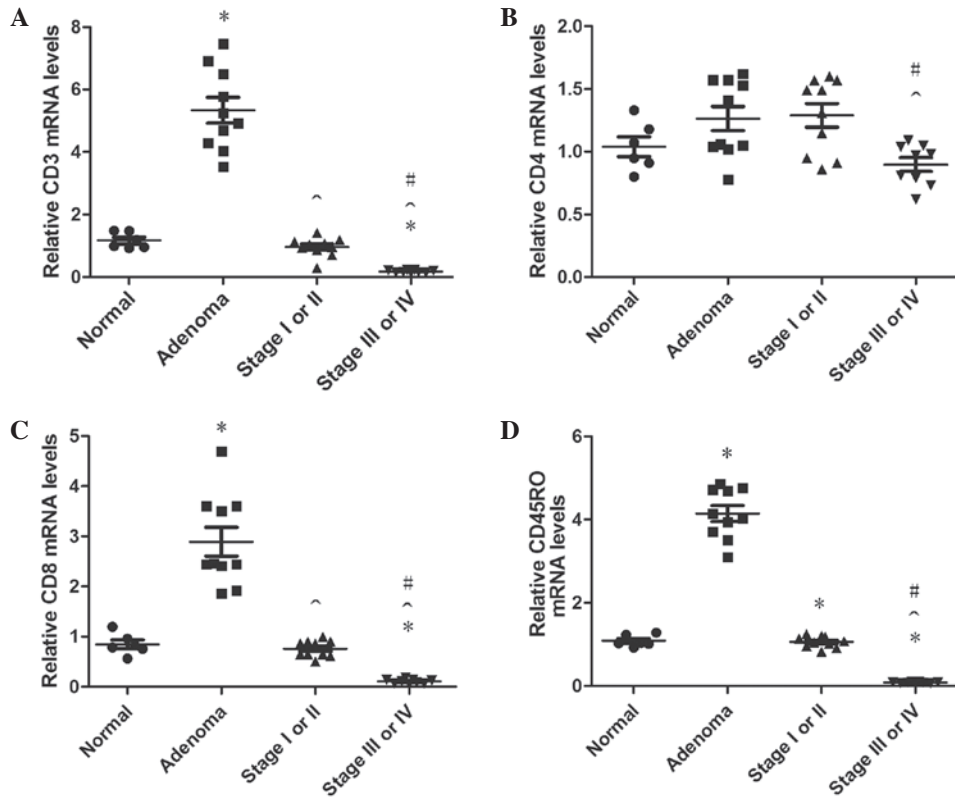 A
Relative CD3 mRNA levels
8
6
4
2
0
*
^
#
^
*
Normal
Adenoma
Stage I or II
Stage III or IV
B
Relative CD4 mRNA levels
2.0
1.5
1.0
0.5
0.0
#
^
Normal
Adenoma
Stage I or II
Stage III or IV
C
Relative CD8 mRNA levels
5
4
3
2
1
0
*
^
#
^
*
Normal
Adenoma
Stage I or II
Stage III or IV
D
Relative CD45RO
mRNA levels
6
4
2
0
*
*
#
^
*
Normal
Adenoma
Stage I or II
Stage III or IV